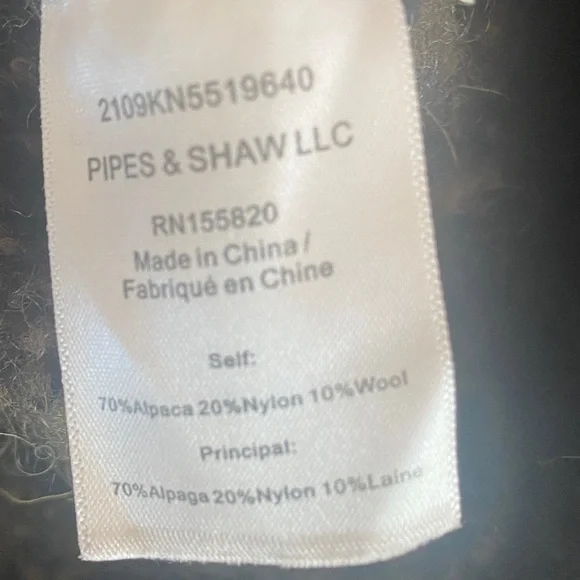 2109KN5519640
PIPES & SHAW LLC
RN155820
Made in China /
Fabriqué en Chine
Self:
70%Alpaca 20%Nylon 10%Wool
Principal:
70%Alpaga 20%Nylon 10%Laine